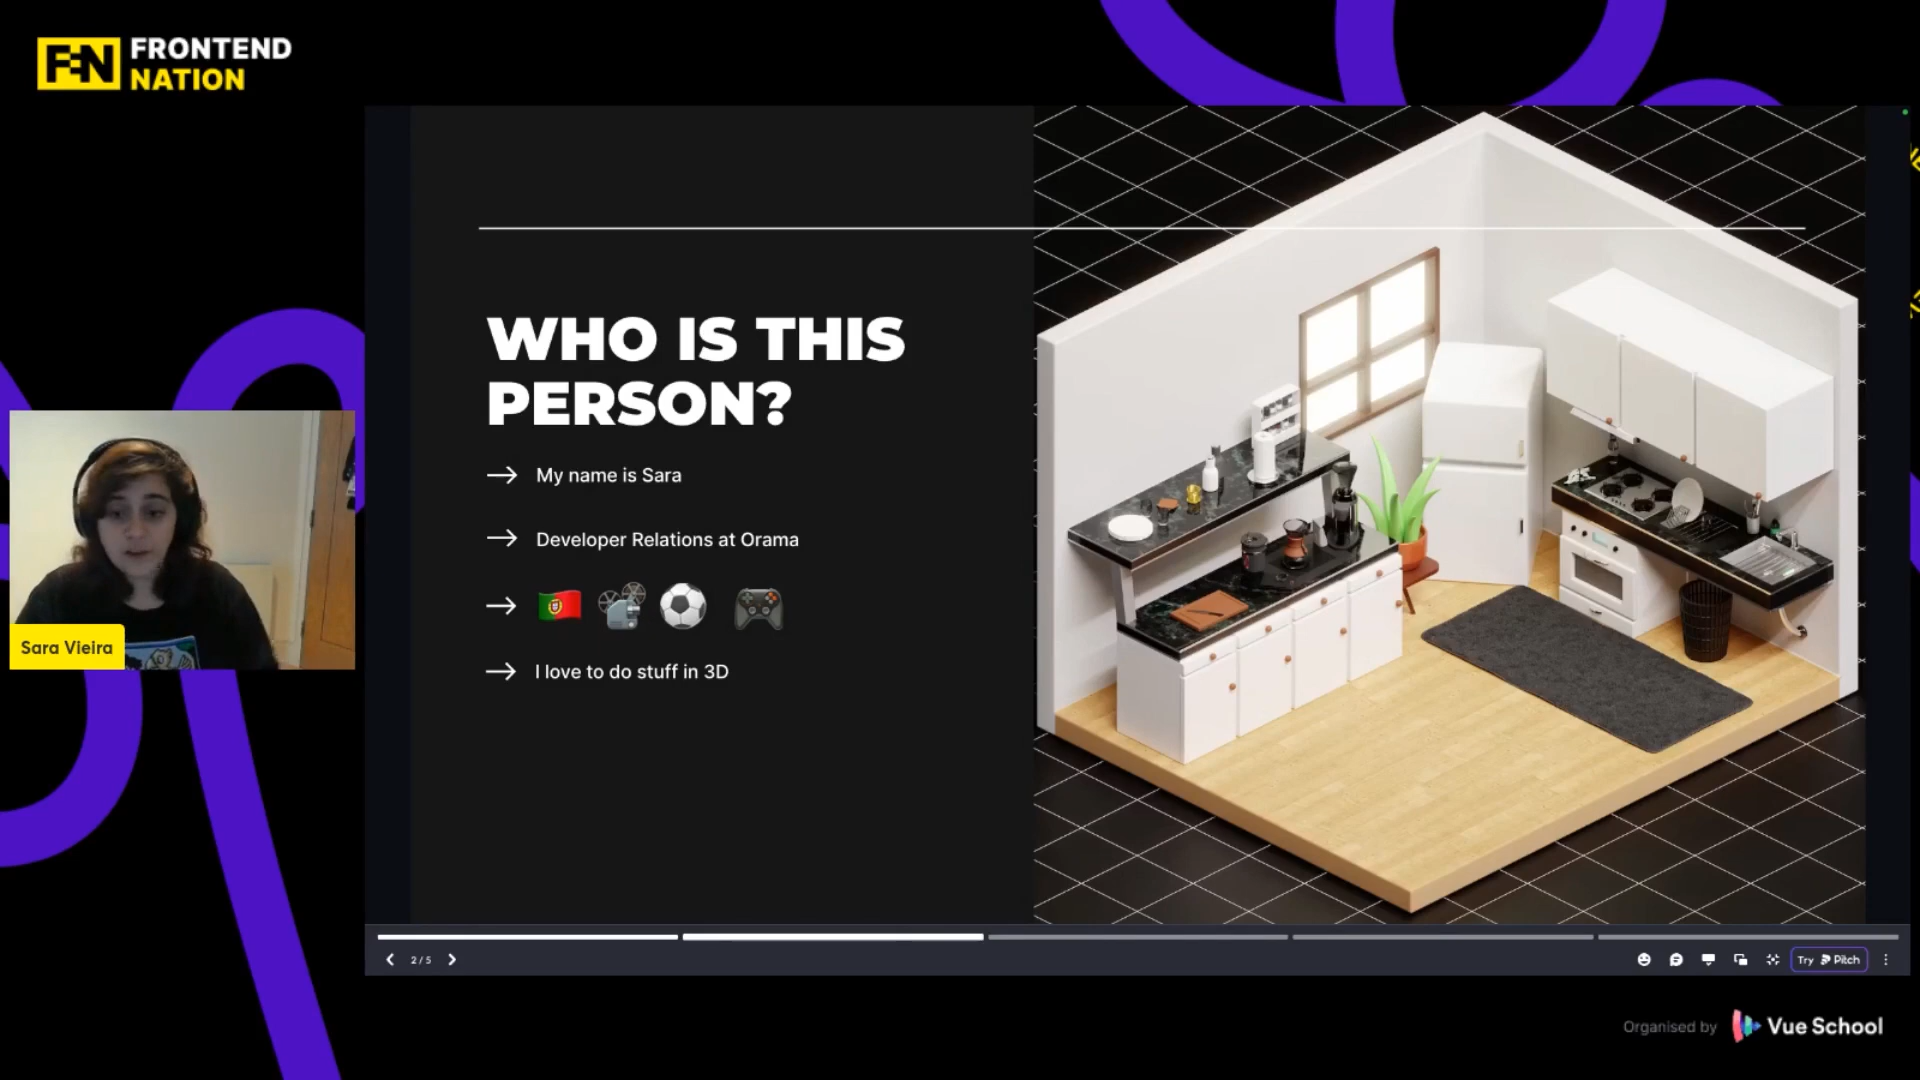 FEN FRONTEND
NATION
WHO IS THIS
PERSON?
My name is Sara
Developer Relations at Orama
I love to do stuff in 3D
Sara Vieira
2 / 5
Try Pitch
Organised by Vue School